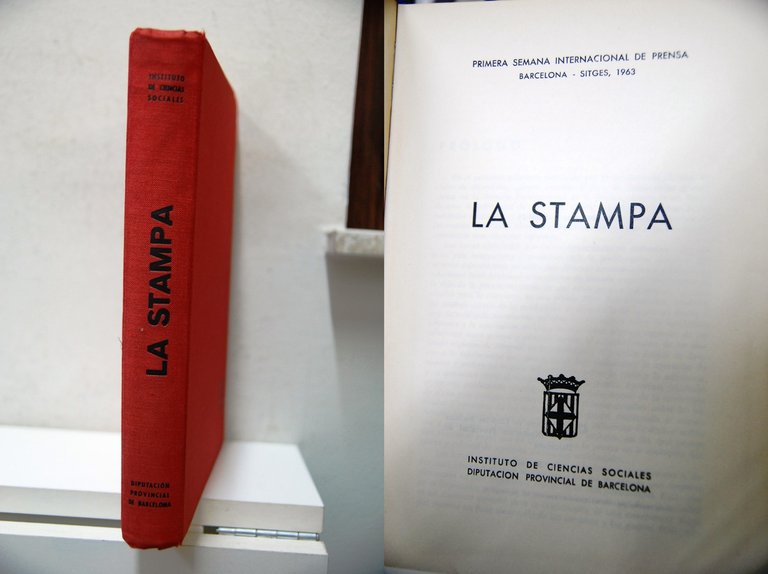 INSTITUTO
DE CIENCIAS
SOCIALES
LA STAMPA
DIPUTACIÓN
PROVINCIAL
DE BARCELONA
PRIMERA SEMANA INTERNACIONAL DE PRENSA
BARCELONA - SITGES, 1963
LA STAMPA
INSTITUTO DE CIENCIAS SOCIALES
DIPUTACION PROVINCIAL DE BARCELONA